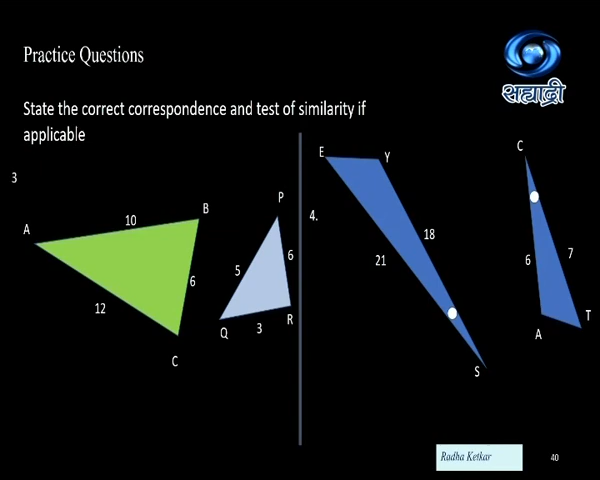 Practice Questions
सह्याद्री
State the correct correspondence and test of similarity if
applicable
3
A
10
B
6
12
C
P
5
6
Q
3
R
4.
E
Y
18
21
S
C
6
7
A
T
Radha Ketkar
40